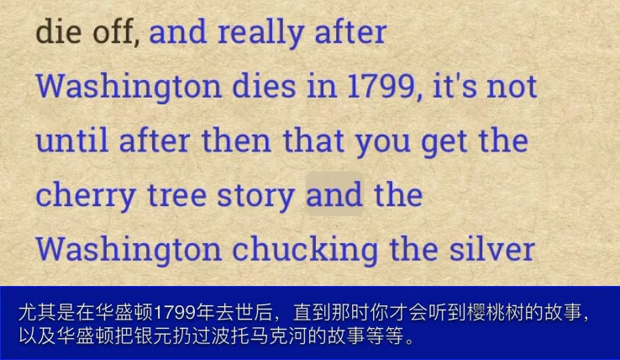 die off, and really after
Washington dies in 1799, it's not
until after then that you get the
cherry tree story and the
Washington chucking the silver
尤其是在华盛顿1799年去世后，直到那时你才会听到樱桃树的故事，
以及华盛顿把银元扔过波托马克河的故事等等。